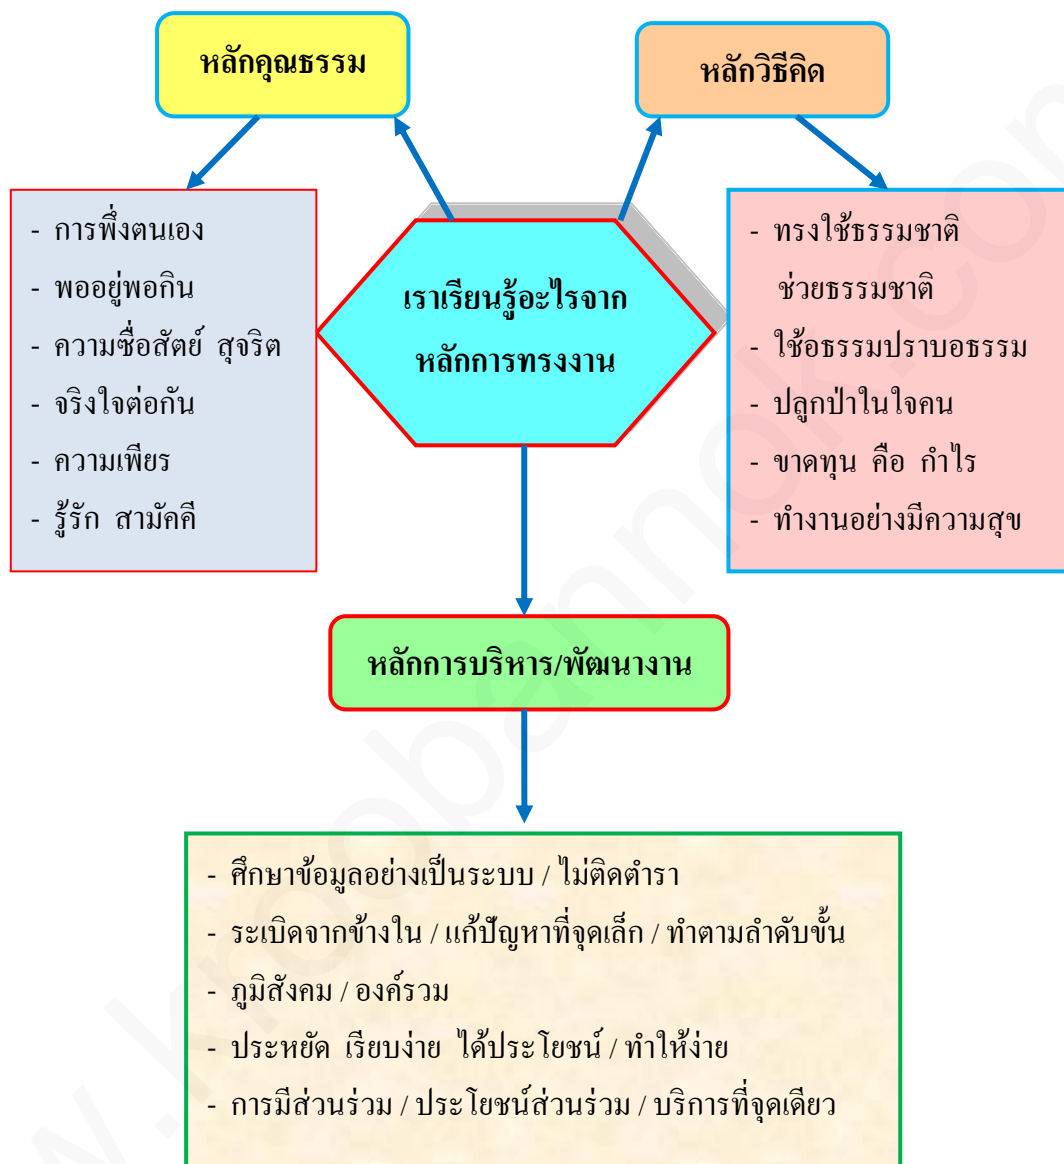 หลักคุณธรรม
หลักวิธีคิด
- การพึ่งตนเอง
- พออยู่พอกิน
- ความซื่อสัตย์ สุจริต
- จริงใจต่อกัน
- ความเพียร
- รู้รัก สามัคคี
เราเรียนรู้อะไรจาก
หลักการทรงงาน
- ทรงใช้ธรรมชาติ
ช่วยธรรมชาติ
- ใช้อธรรมปราบอธรรม
- ปลูกป่าในใจคน
- ขาดทุน คือ กำไร
- ทำงานอย่างมีความสุข
หลักการบริหาร/พัฒนางาน
- ศึกษาข้อมูลอย่างเป็นระบบ / ไม่ติดตำรา
- ระเบิดจากข้างใน / แก้ปัญหาที่จุดเล็ก / ทำตามลำดับขั้น
- ภูมิสังคม / องค์รวม
- ประหยัด เรียบง่าย ได้ประโยชน์ / ทำให้ง่าย
- การมีส่วนร่วม / ประโยชน์ส่วนร่วม / บริการที่จุดเดียว
w.kroobannok.com